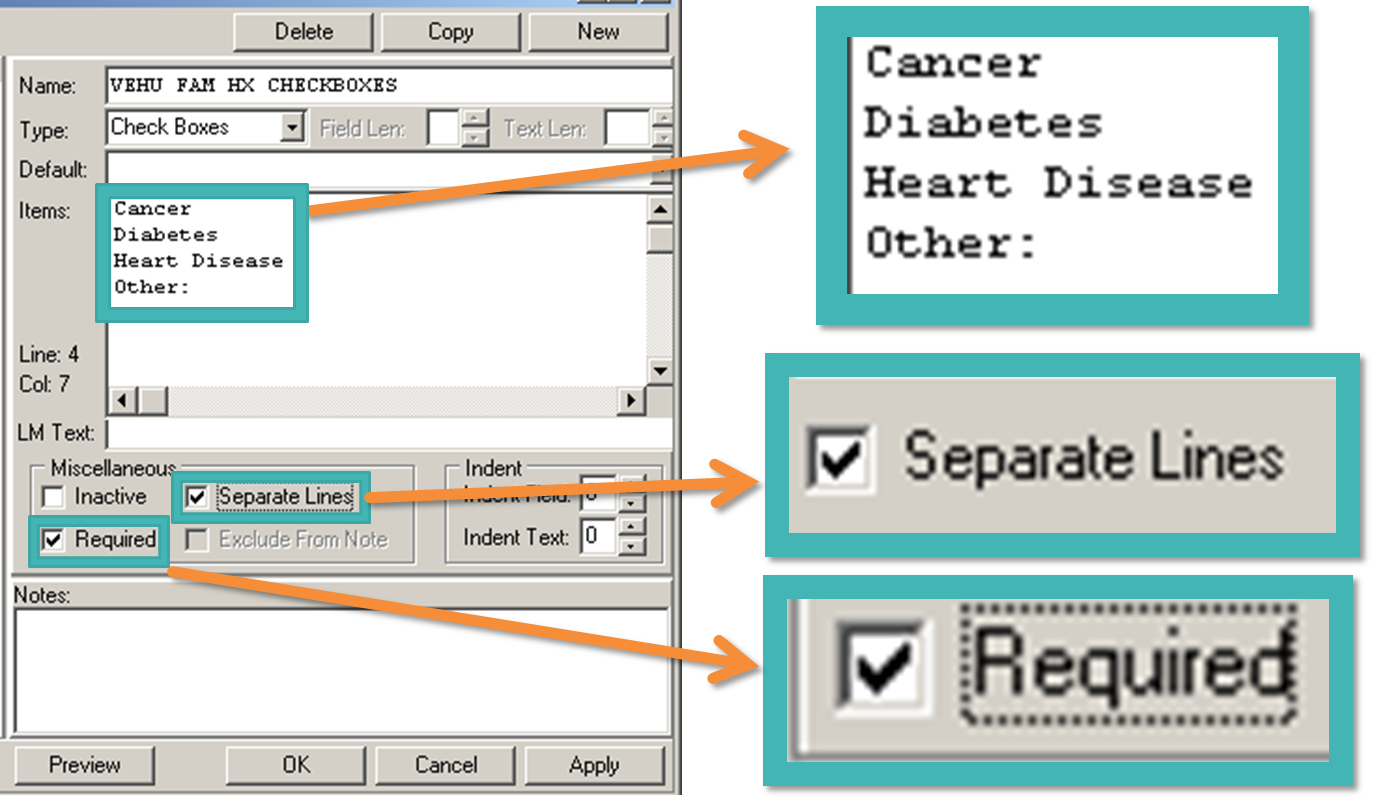 Delete Copy New
Name: VEHU FAM HX CHECKBOXES
Type: Check Boxes Field Len: Text Len:
Default:
Items: Cancer
Diabetes
Heart Disease
Other:
Line: 4
Col: 7
LM Text:
Miscellaneous Indent
Inactive Separate Lines Indent Field: 0
Required Exclude From Note Indent Text: 0
Notes:
Preview OK Cancel Apply
Cancer
Diabetes
Heart Disease
Other:
Separate Lines
Required